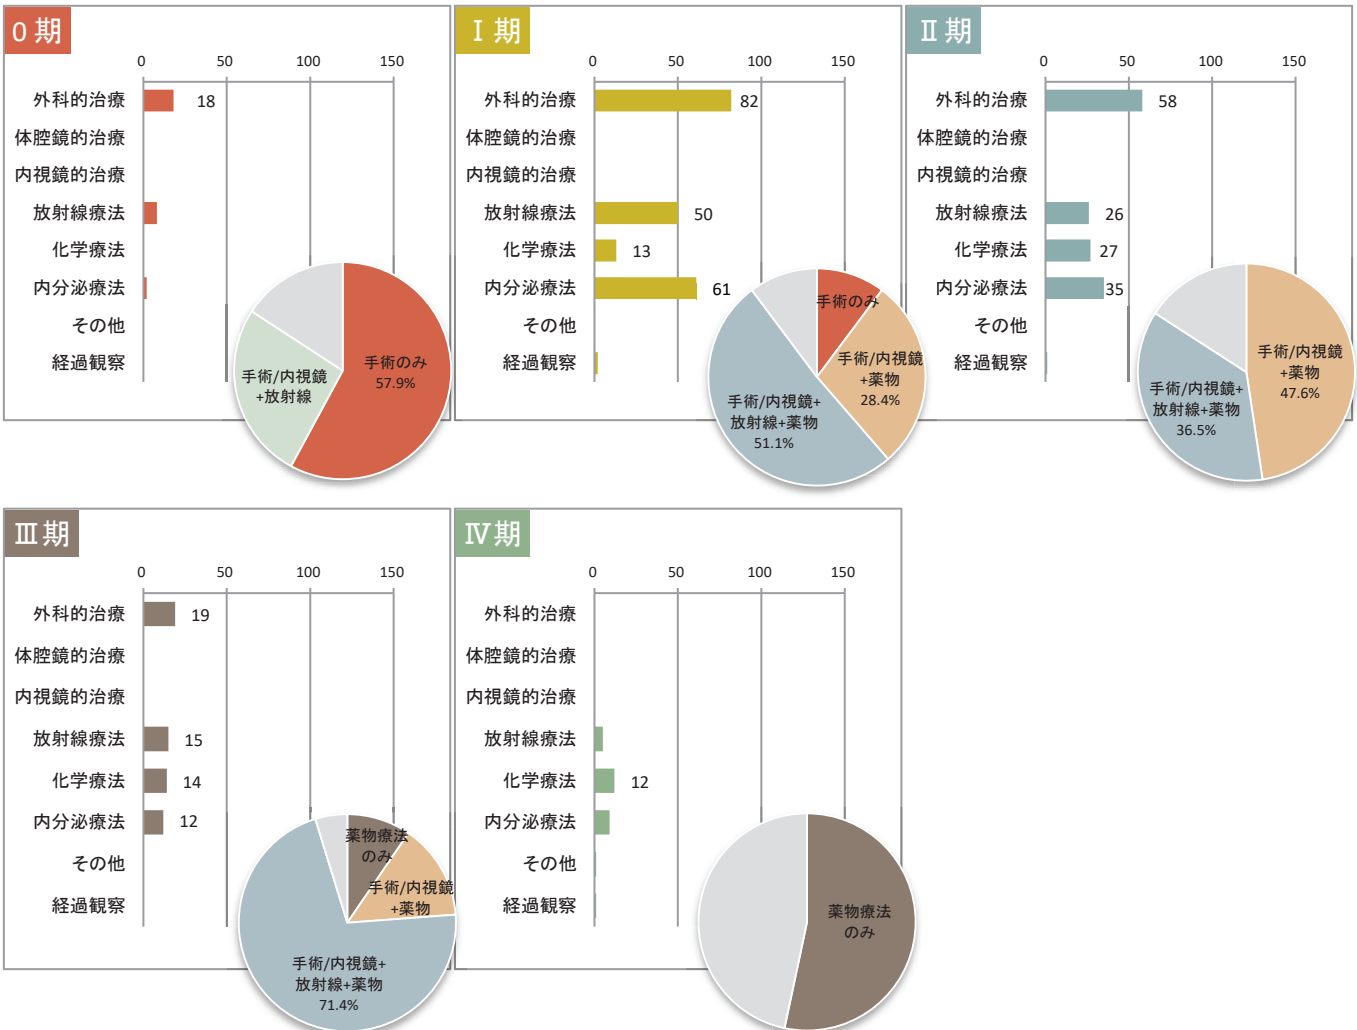 0期
0 50 100 150
外科的治療 18
体腔鏡的治療
内視鏡的治療
放射線療法
化学療法
内分泌療法
その他
経過観察
手術のみ
57.9%
手術/内視鏡
+放射線
Ⅰ期
0 50 100 150
外科的治療 82
体腔鏡的治療
内視鏡的治療
放射線療法 50
化学療法 13
内分泌療法 61
その他
経過観察
手術のみ
手術/内視鏡
+薬物
28.4%
手術/内視鏡+
放射線+薬物
51.1%
Ⅱ期
0 50 100 150
外科的治療 58
体腔鏡的治療
内視鏡的治療
放射線療法 26
化学療法 27
内分泌療法 35
その他
経過観察
手術/内視鏡
+薬物
47.6%
手術/内視鏡+
放射線+薬物
36.5%
Ⅲ期
0 50 100 150
外科的治療 19
体腔鏡的治療
内視鏡的治療
放射線療法 15
化学療法 14
内分泌療法 12
その他
経過観察
薬物療法
のみ
手術/内視鏡
+薬物
手術/内視鏡+
放射線+薬物
71.4%
Ⅳ期
0 50 100 150
外科的治療
体腔鏡的治療
内視鏡的治療
放射線療法
化学療法 12
内分泌療法
その他
経過観察
薬物療法
のみ